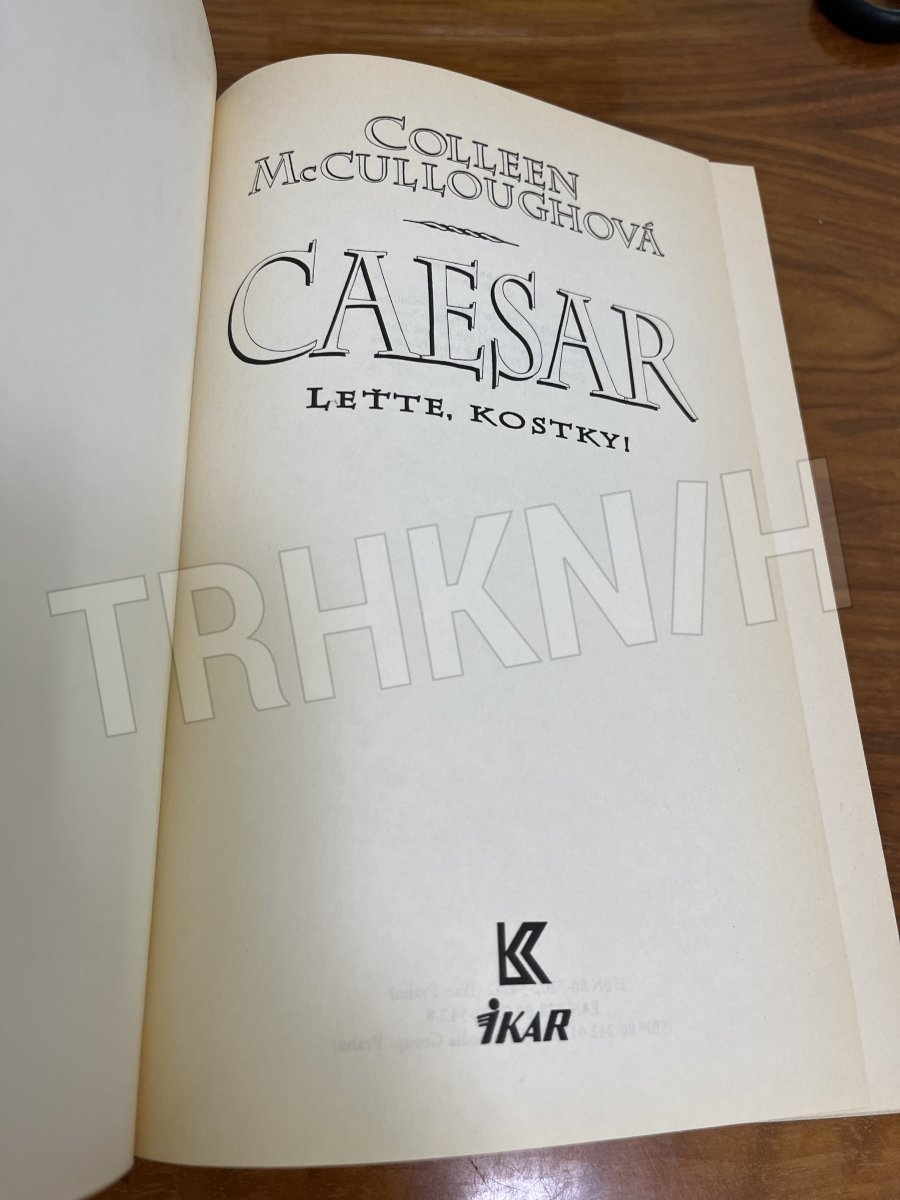 COLLEEN
McCULLOUGHOVÁ
CAESAR
LEŤTE, KOSTKY!
TRHKNIH
IKAR